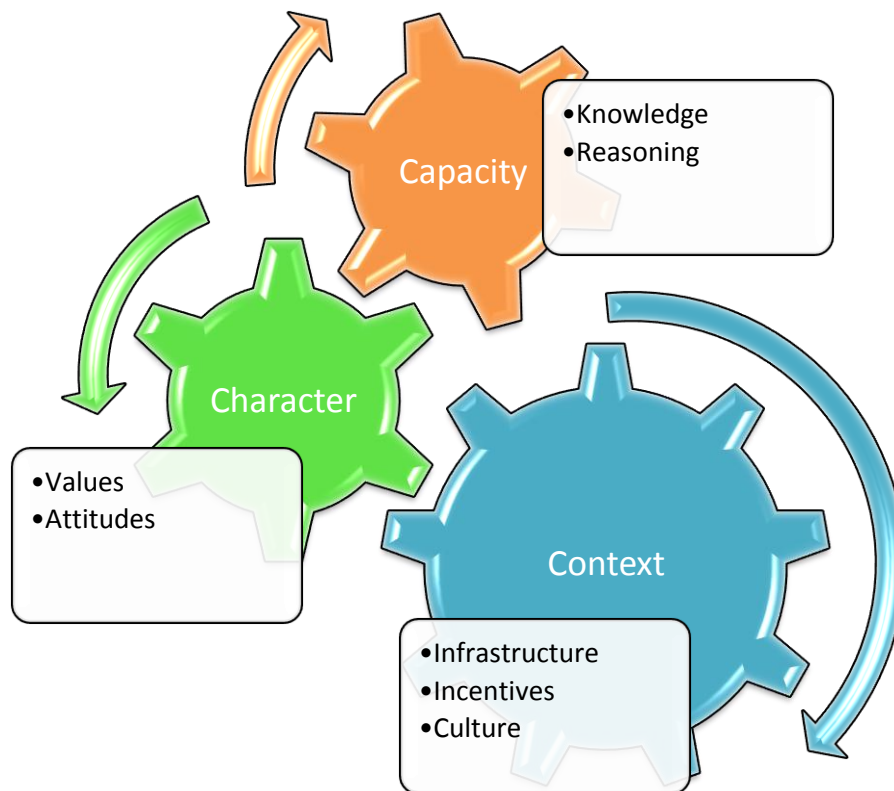 Capacity
•Knowledge
•Reasoning
Character
•Values
•Attitudes
Context
•Infrastructure
•Incentives
•Culture